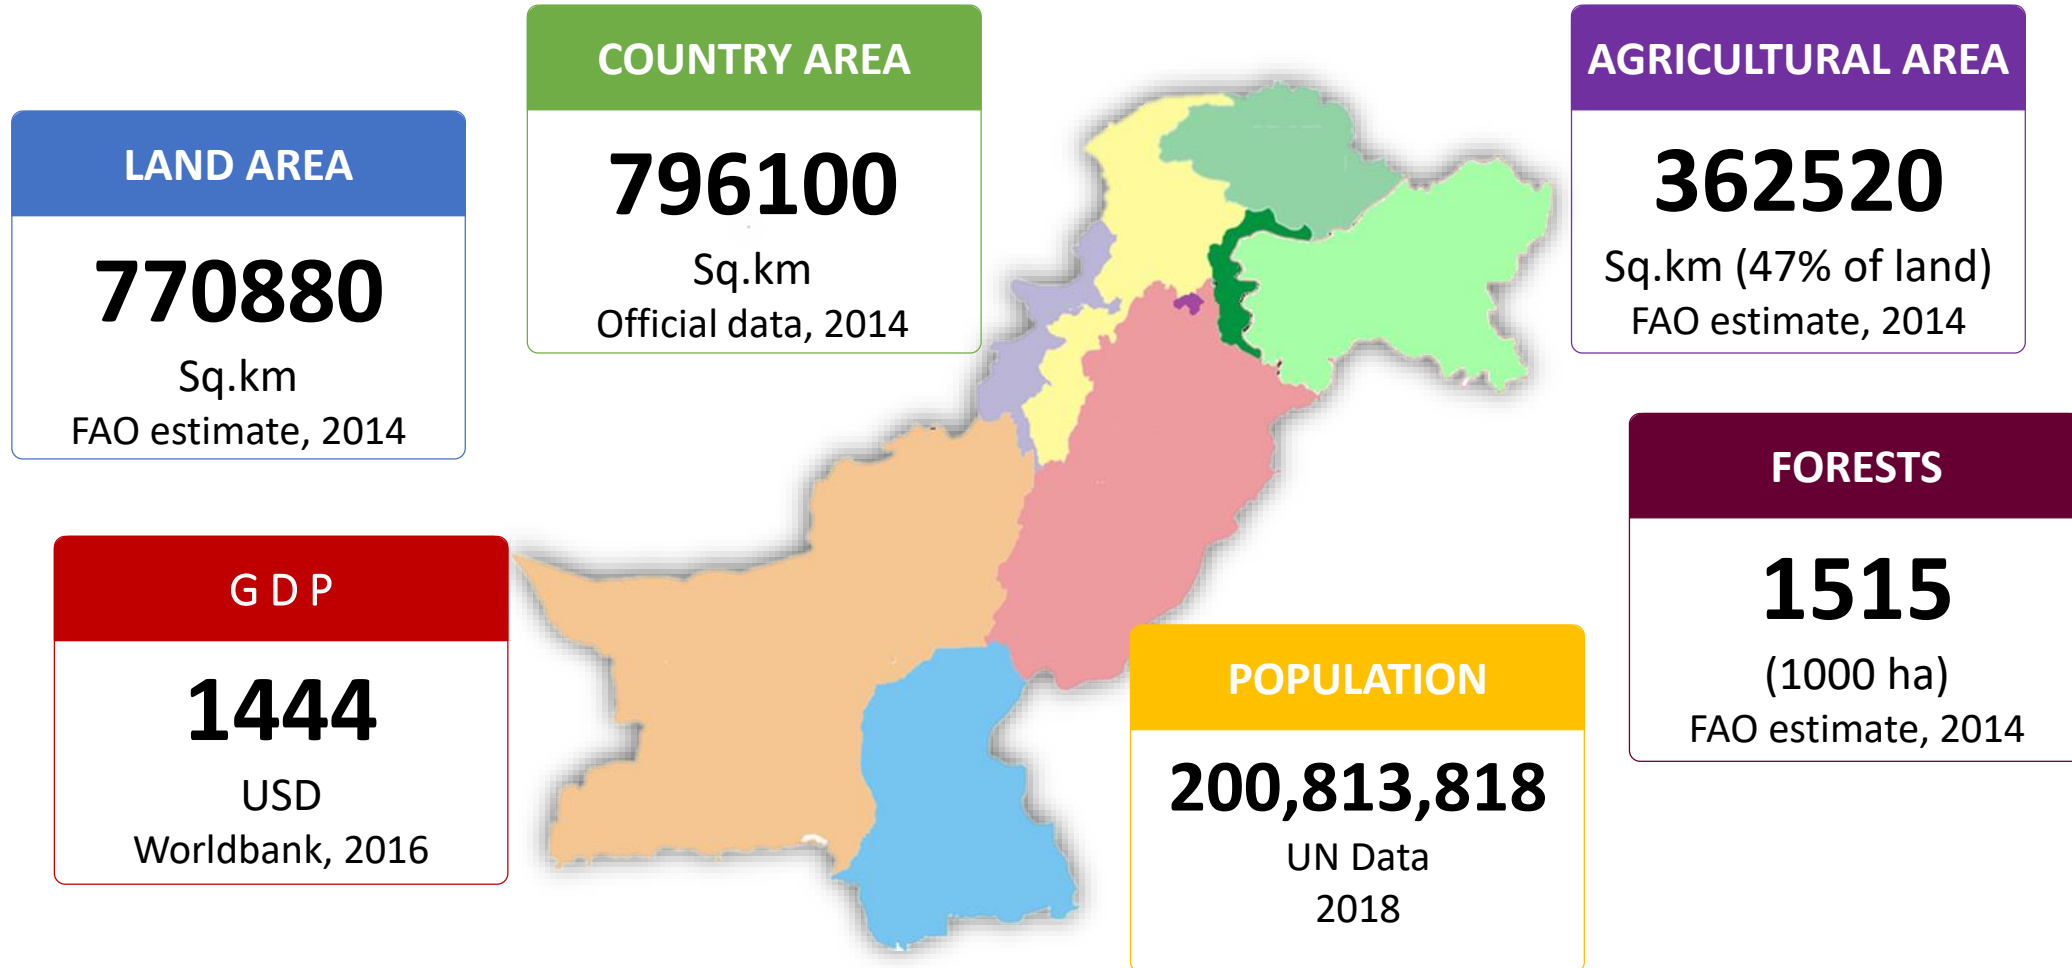 COUNTRY AREA
796100
Sq.km
Official data, 2014
AGRICULTURAL AREA
362520
Sq.km (47% of land)
FAO estimate, 2014
LAND AREA
770880
Sq.km
FAO estimate, 2014
FORESTS
1515
(1000 ha)
FAO estimate, 2014
G D P
1444
USD
Worldbank, 2016
POPULATION
200,813,818
UN Data
2018